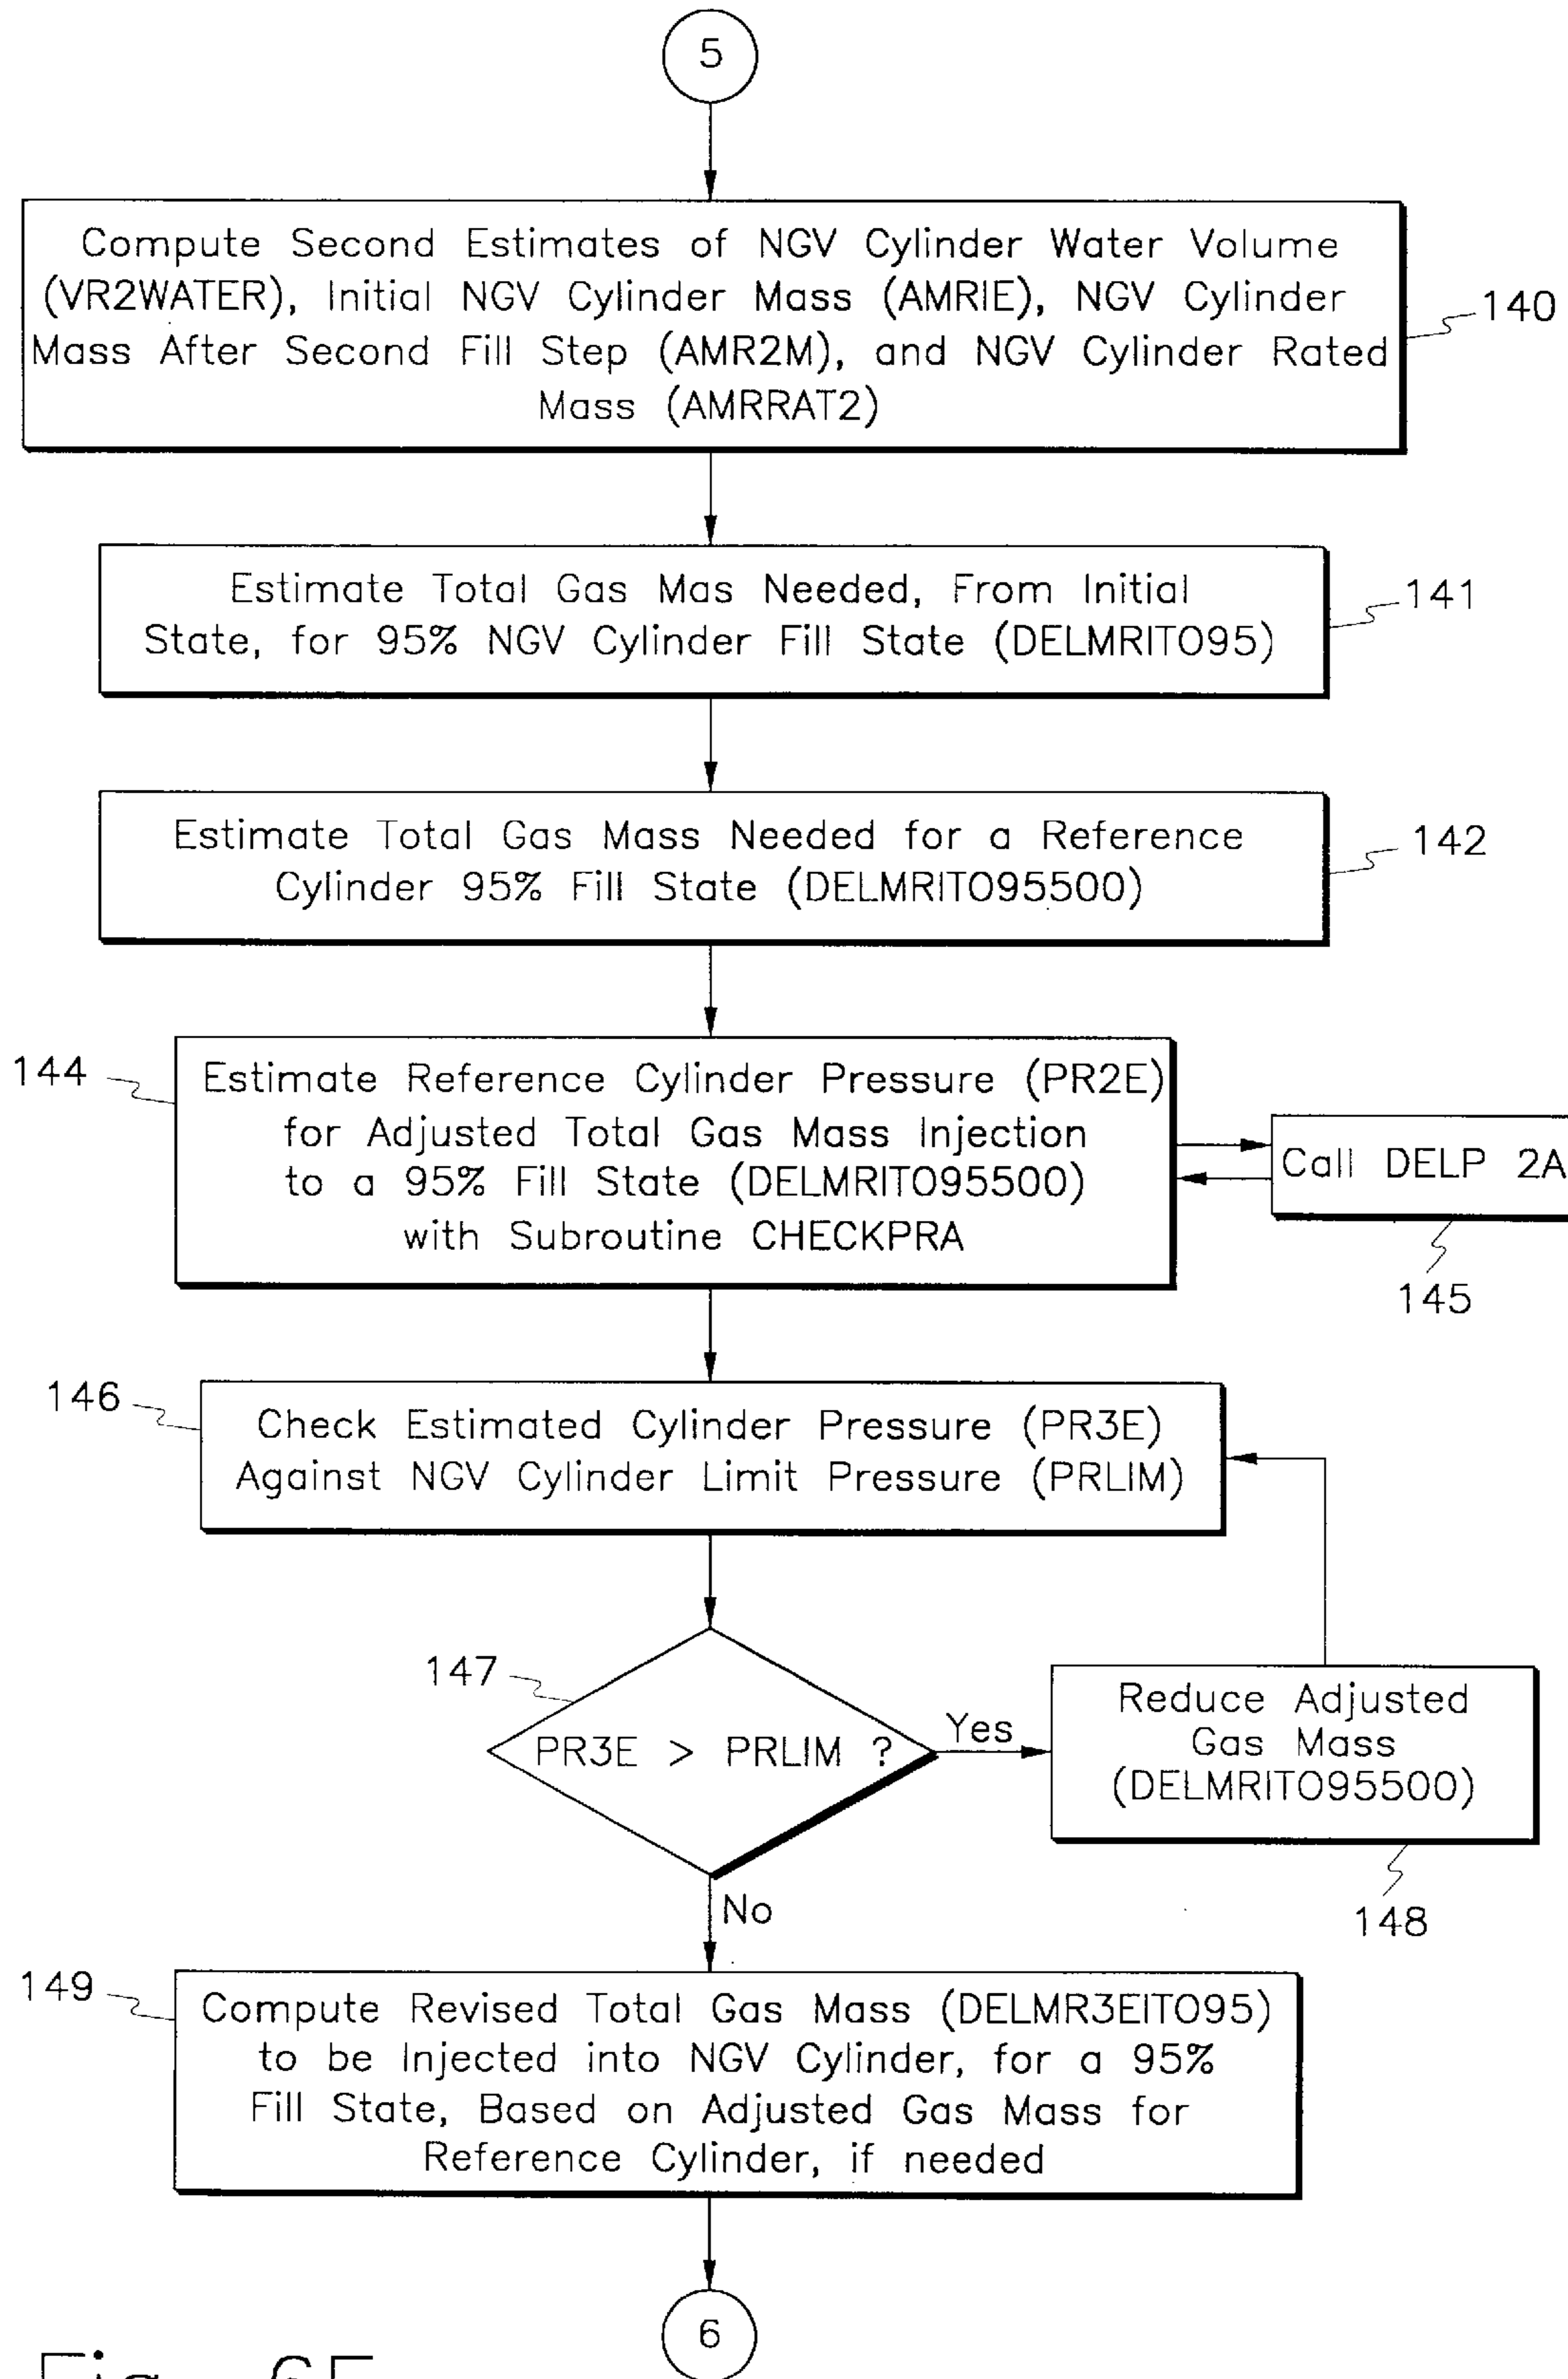 5
Compute Second Estimates of NGV Cylinder Water Volume
(VR2WATER), Initial NGV Cylinder Mass (AMRIE), NGV Cylinder
Mass After Second Fill Step (AMR2M), and NGV Cylinder Rated
Mass (AMRRAT2)
140
Estimate Total Gas Mas Needed, From Initial
State, for 95% NGV Cylinder Fill State (DELMRITO95)
141
Estimate Total Gas Mass Needed for a Reference
Cylinder 95% Fill State (DELMRITO95500)
142
144
Estimate Reference Cylinder Pressure (PR2E)
for Adjusted Total Gas Mass Injection
to a 95% Fill State (DELMRITO95500)
with Subroutine CHECKPRA
Call DELP 2A
145
146
Check Estimated Cylinder Pressure (PR3E)
Against NGV Cylinder Limit Pressure (PRLIM)
147
PR3E > PRLIM ?
Yes
Reduce Adjusted
Gas Mass
(DELMRITO95500)
148
No
149
Compute Revised Total Gas Mass (DELMR3EITO95)
to be Injected into NGV Cylinder, for a 95%
Fill State, Based on Adjusted Gas Mass for
Reference Cylinder, if needed
6